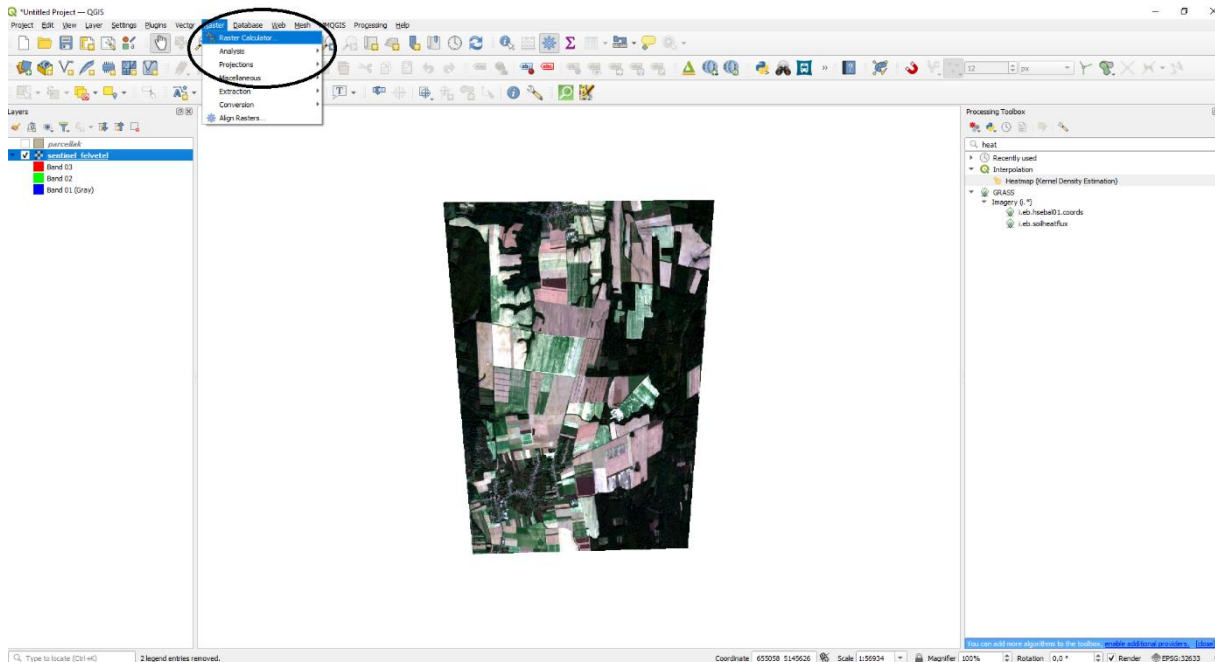 *Untitled Project — QGIS
Project Edit View Layer Settings Plugins Vector Raster Database Web Mesh MMQGIS Processing Help
Raster Calculator...
Analysis
Projections
Miscellaneous
Extraction
Conversion
Align Rasters...
12 px
Layers
parcellak
sentinel_felvetel
Band 03
Band 02
Band 01 (Gray)
Processing Toolbox
heat
Recently used
Interpolation
Heatmap (Kernel Density Estimation)
GRASS
Imagery (i.*)
i.eb.hsebal01.coords
i.eb.soilheatflux
You can add more algorithms to the toolbox, enable additional providers. [close]
Type to locate (Ctrl+K) 2 legend entries removed. Coordinate 655058 5145626 Scale 1:56934 Magnifier 100% Rotation 0,0 ° Render EPSG:32633